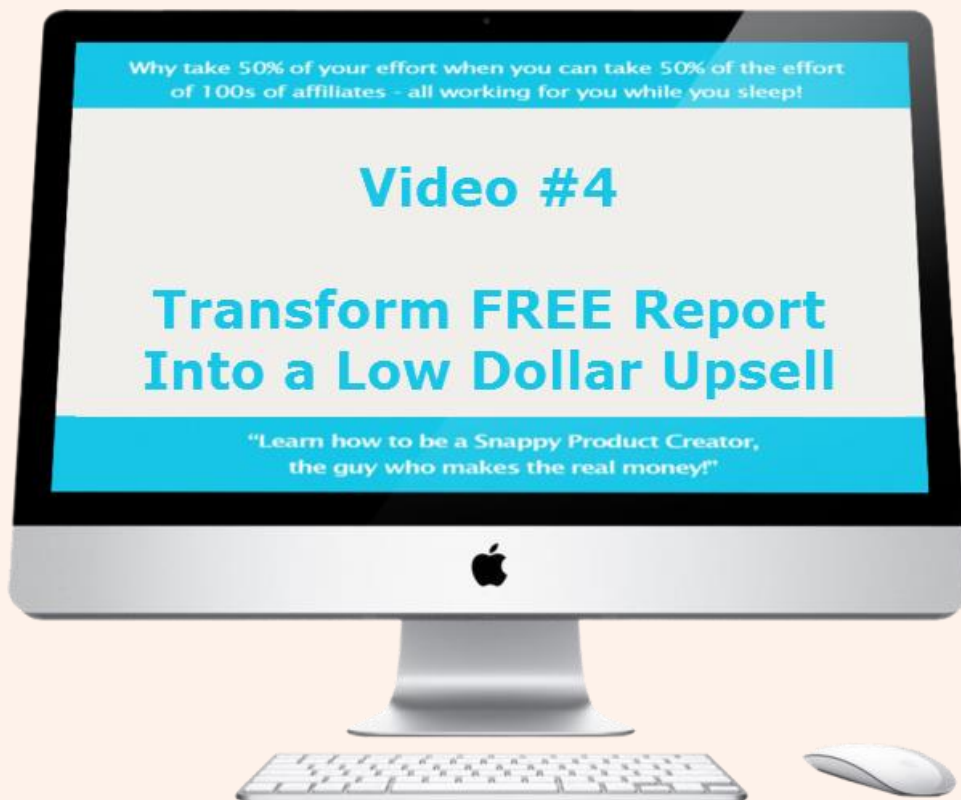 Why take 50% of your effort when you can take 50% of the effort
of 100s of affiliates - all working for you while you sleep!
Video #4
Transform FREE Report
Into a Low Dollar Upsell
“Learn how to be a Snappy Product Creator,
the guy who makes the real money!”